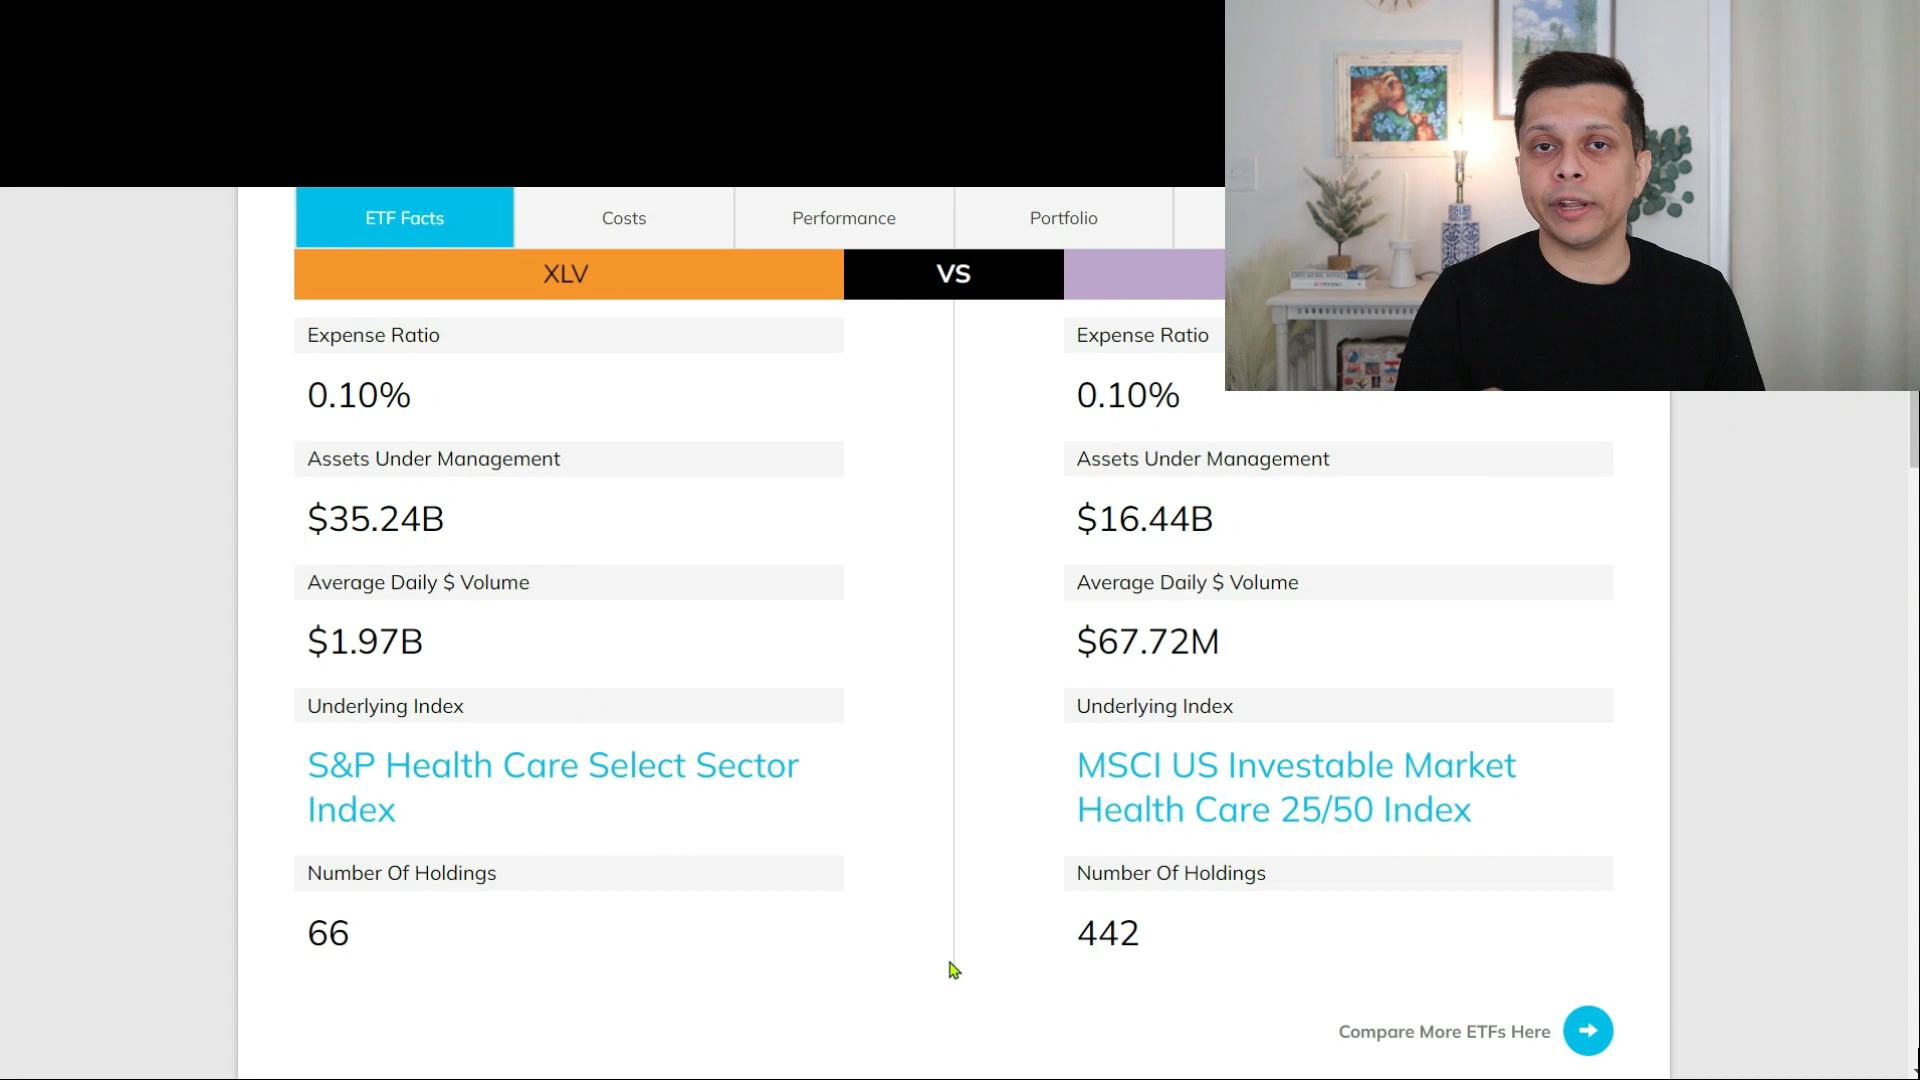 ETF Facts
Costs
Performance
Portfolio
XLV
VS
Expense Ratio
0.10%
Expense Ratio
0.10%
Assets Under Management
$35.24B
Assets Under Management
$16.44B
Average Daily $ Volume
$1.97B
Average Daily $ Volume
$67.72M
Underlying Index
S&P Health Care Select Sector
Index
Underlying Index
MSCI US Investable Market
Health Care 25/50 Index
Number Of Holdings
66
Number Of Holdings
442
Compare More ETFs Here